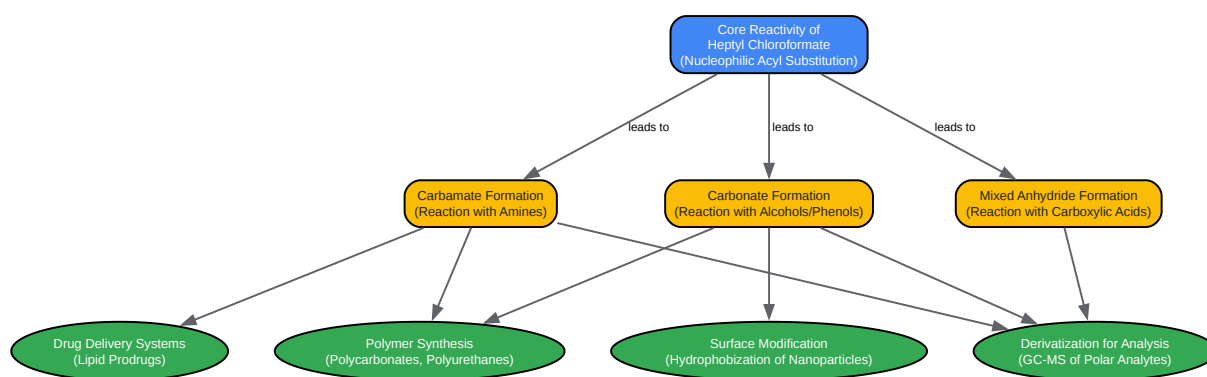 Core Reactivity of
Heptyl Chloroformate
(Nucleophilic Acyl Substitution)
leads to
leads to
leads to
Carbamate Formation
(Reaction with Amines)
Carbonate Formation
(Reaction with Alcohols/Phenols)
Mixed Anhydride Formation
(Reaction with Carboxylic Acids)
Drug Delivery Systems
(Lipid Prodrugs)
Polymer Synthesis
(Polycarbonates, Polyurethanes)
Surface Modification
(Hydrophobization of Nanoparticles)
Derivatization for Analysis
(GC-MS of Polar Analytes)